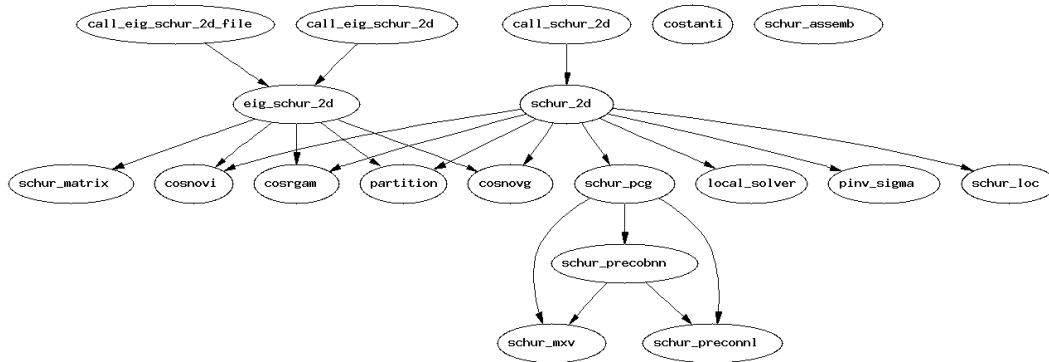 call_eig_schur_2d_file
call_eig_schur_2d
call_schur_2d
costanti
schur_assemb
eig_schur_2d
schur_2d
schur_matrix
cosnovi
cosrgam
partition
cosnovg
schur_pcg
local_solver
pinv_sigma
schur_loc
schur_precobnn
schur_mxv
schur_preconnl